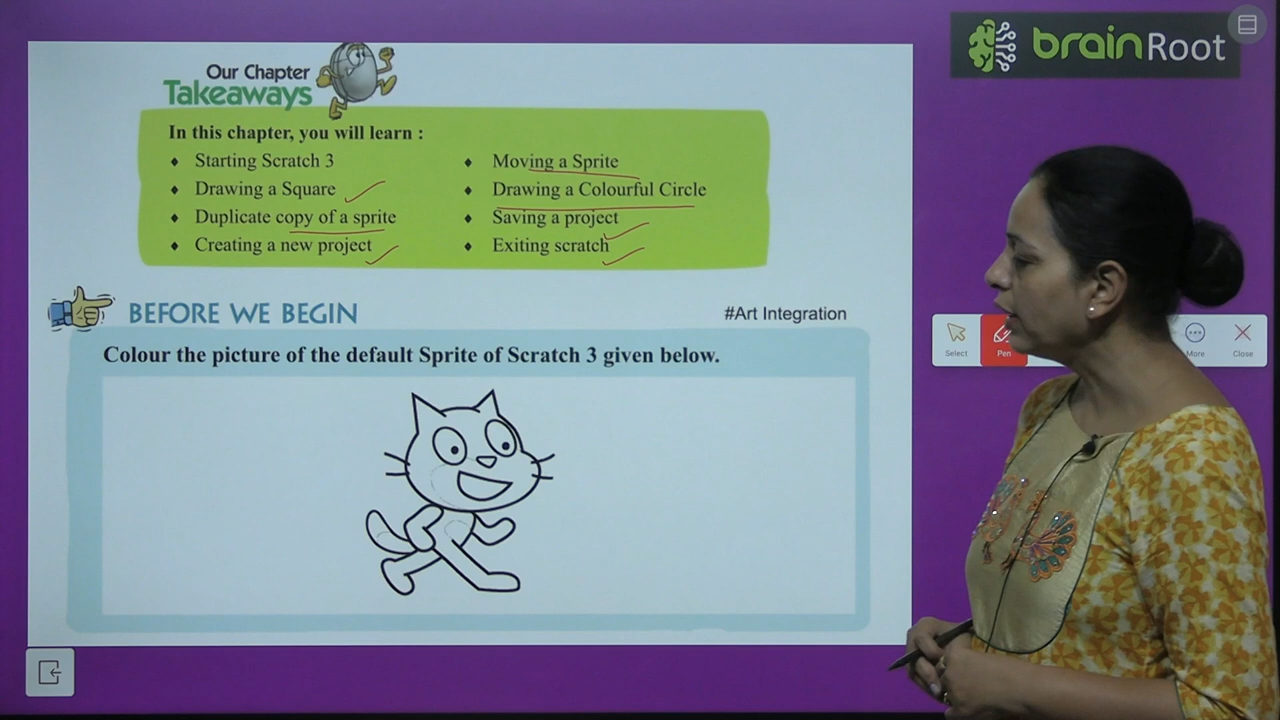 brainRoot
Our Chapter
Takeaways
In this chapter, you will learn :
♦ Starting Scratch 3
♦ Drawing a Square
♦ Duplicate copy of a sprite
♦ Creating a new project
♦ Moving a Sprite
♦ Drawing a Colourful Circle
♦ Saving a project
♦ Exiting scratch
BEFORE WE BEGIN
#Art Integration
Colour the picture of the default Sprite of Scratch 3 given below.
Select
Pen
More
Close